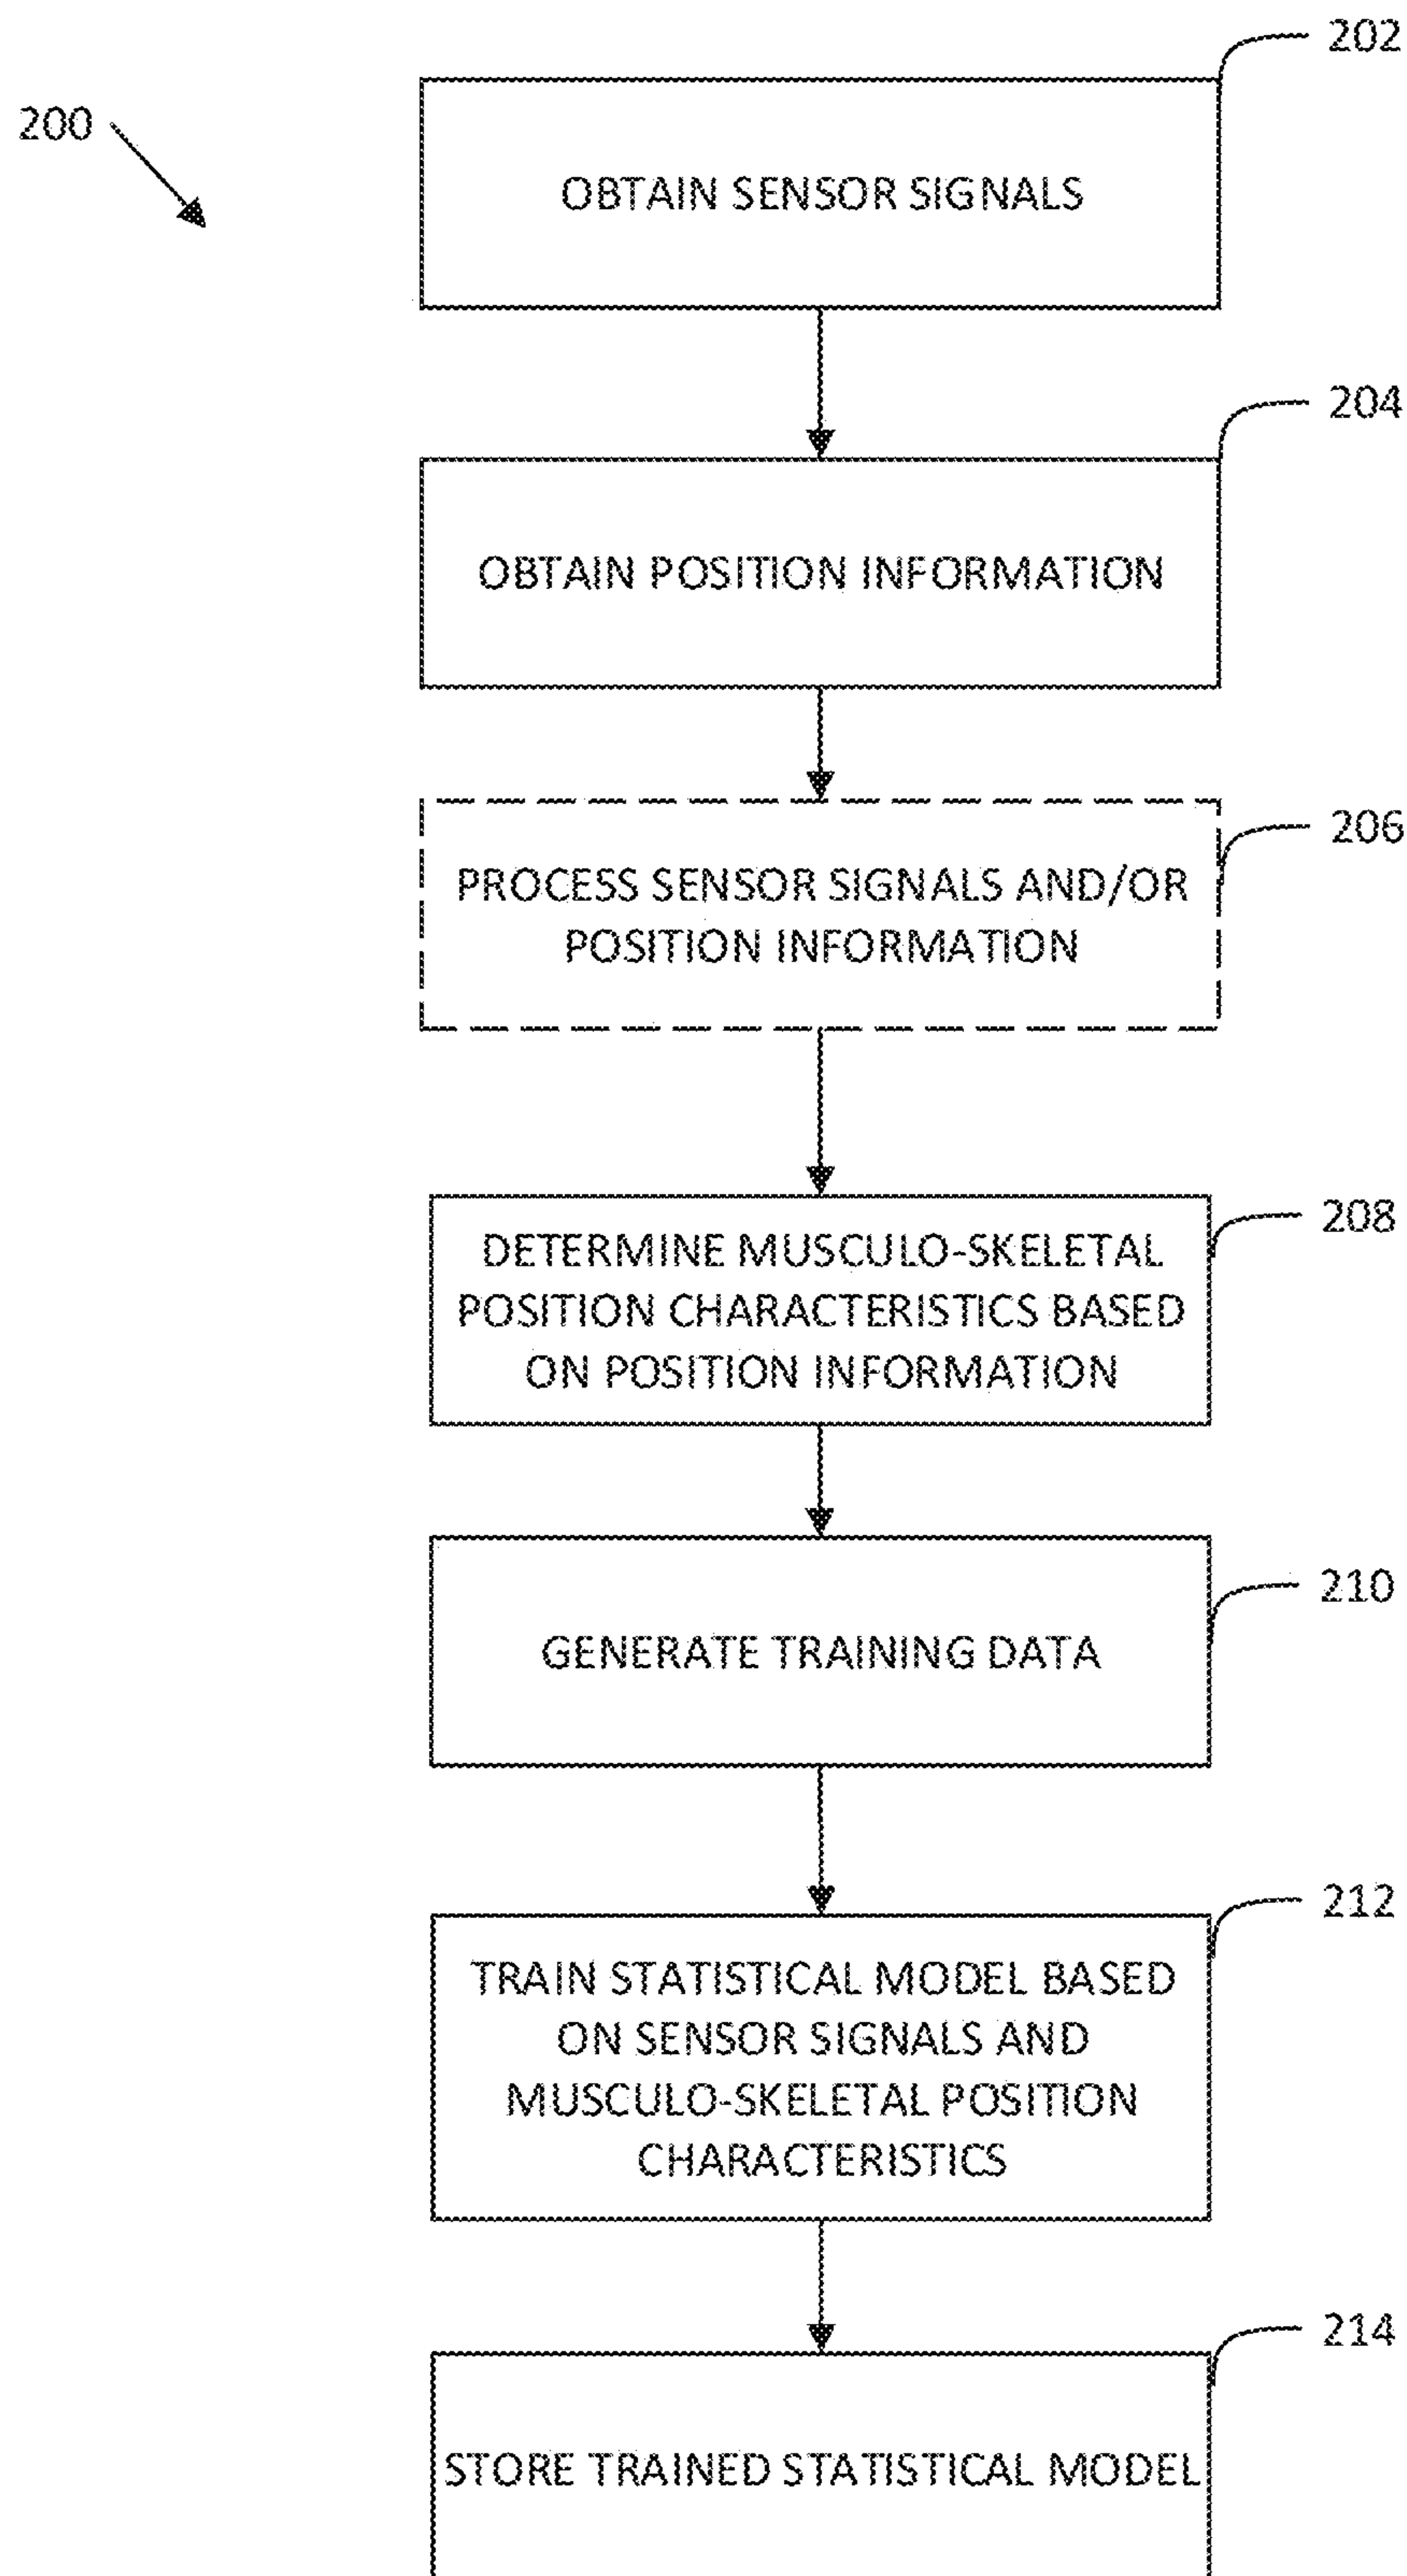 202
200
OBTAIN SENSOR SIGNALS
204
OBTAIN POSITION INFORMATION
206
PROCESS SENSOR SIGNALS AND/OR
POSITION INFORMATION
208
DETERMINE MUSCULO-SKELETAL
POSITION CHARACTERISTICS BASED
ON POSITION INFORMATION
210
GENERATE TRAINING DATA
212
TRAIN STATISTICAL MODEL BASED
ON SENSOR SIGNALS AND
MUSCULO-SKELETAL POSITION
CHARACTERISTICS
214
STORE TRAINED STATISTICAL MODEL